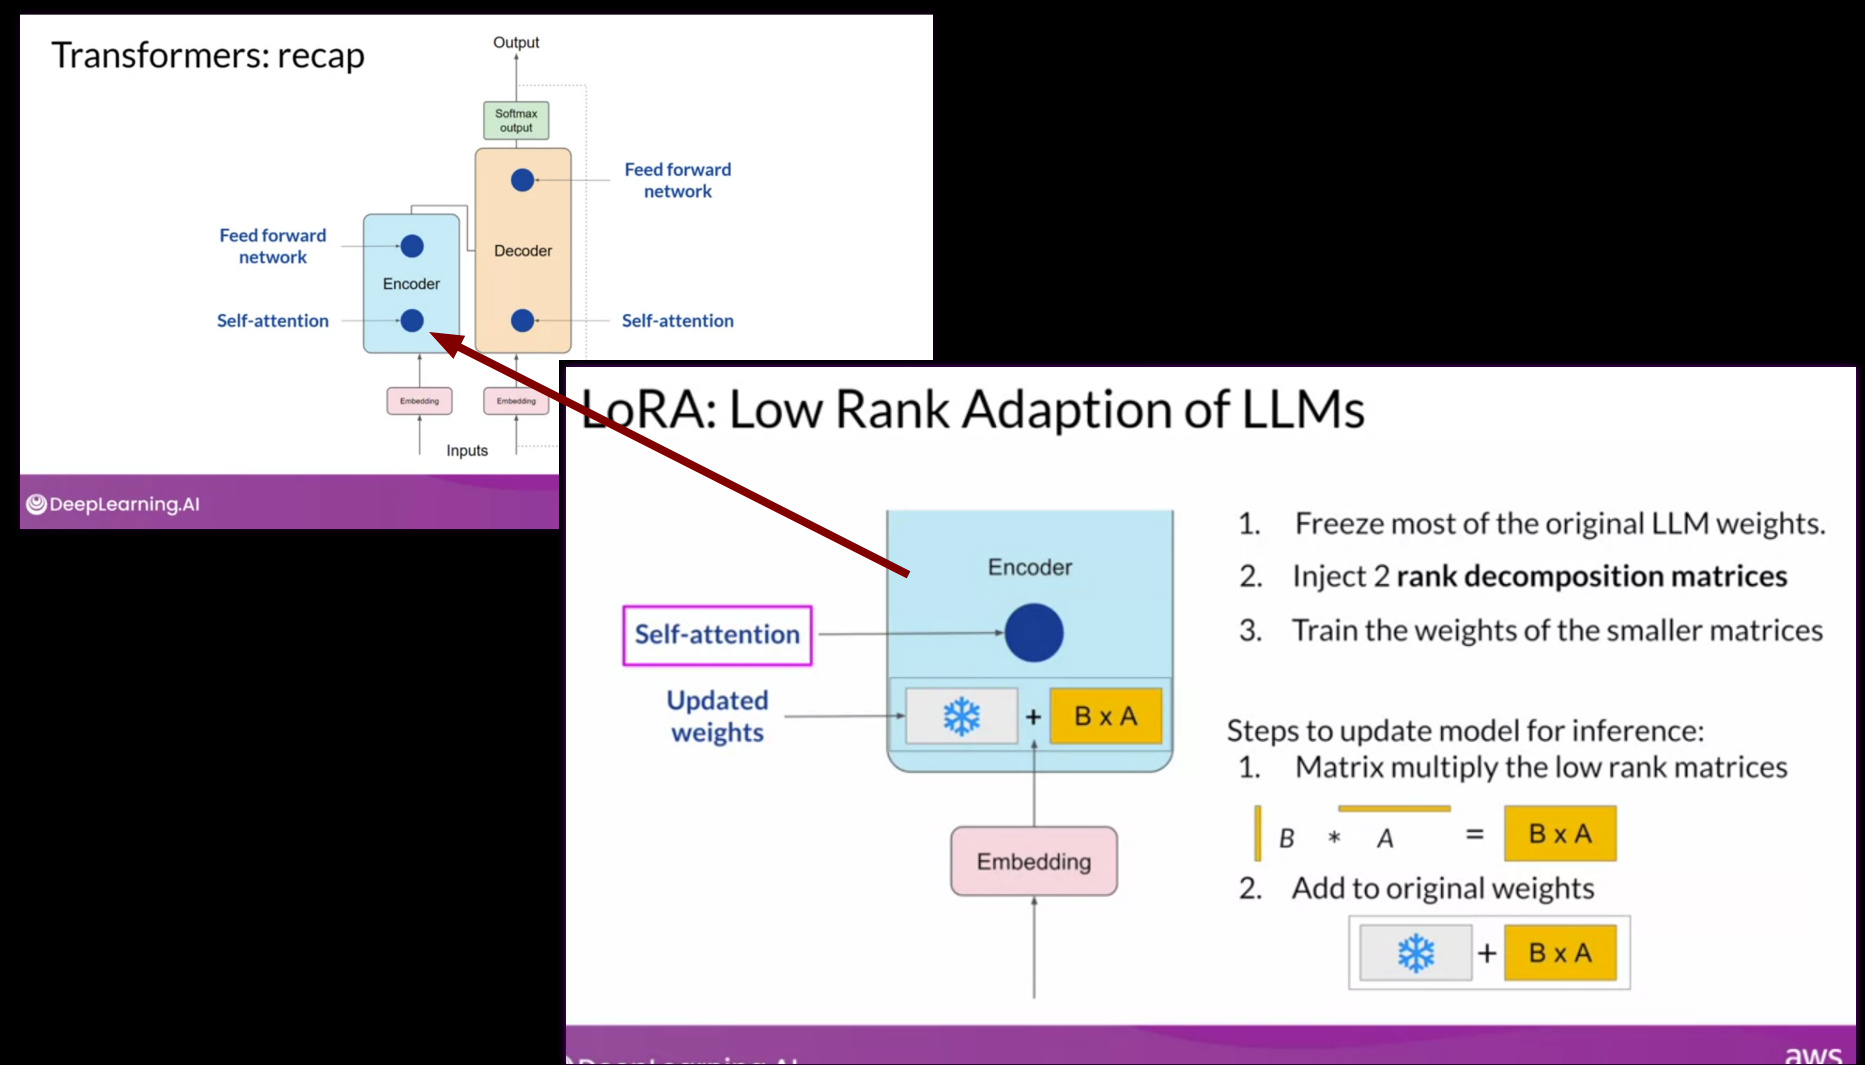 Transformers: recap
Output
Softmax
output
Feed forward
network
Feed forward
network
Decoder
Encoder
Self-attention
Self-attention
Embedding
Embedding
Inputs
DeepLearning.AI
LoRA: Low Rank Adaption of LLMs
Encoder
Self-attention
Updated
weights
+
B x A
Embedding
1. Freeze most of the original LLM weights.
2. Inject 2 rank decomposition matrices
3. Train the weights of the smaller matrices
Steps to update model for inference:
1. Matrix multiply the low rank matrices
B * A = B x A
2. Add to original weights
+ B x A
DeepLearning.AI
aws